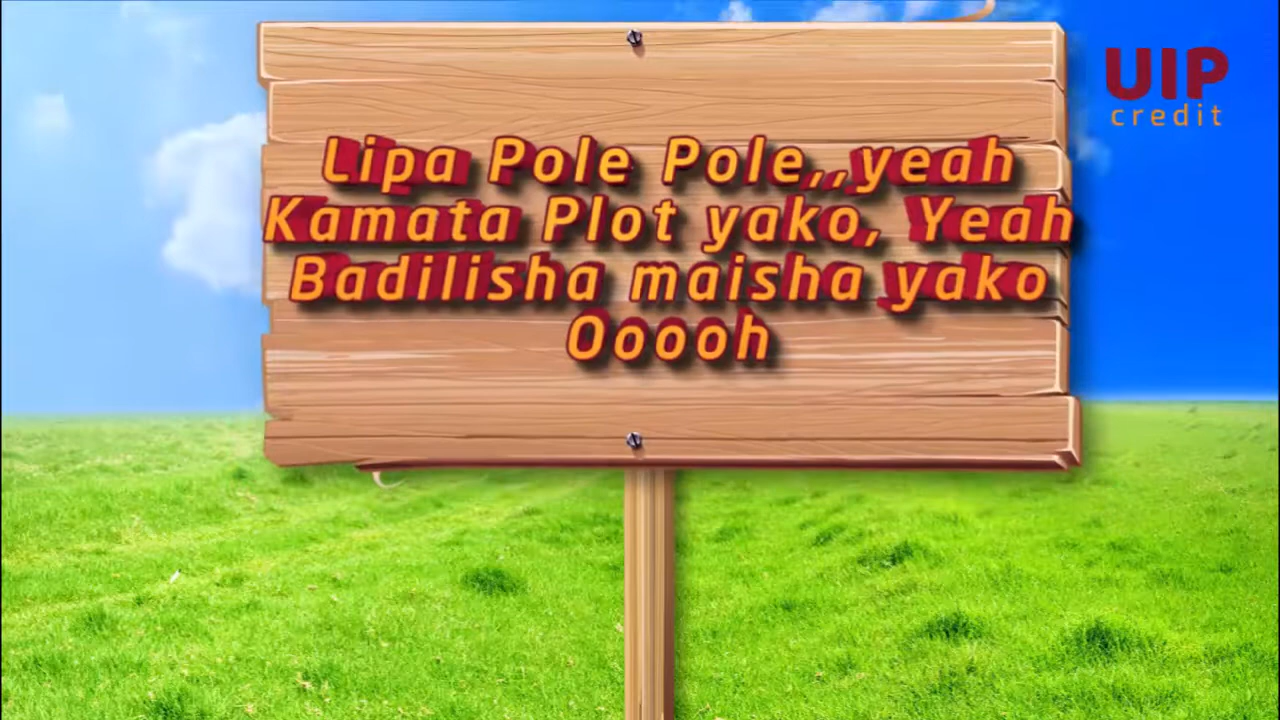 UIP
credit
Lipa Pole Pole,,yeah
Kamata Plot yako, Yeah
Badilisha maisha yako
Ooooh